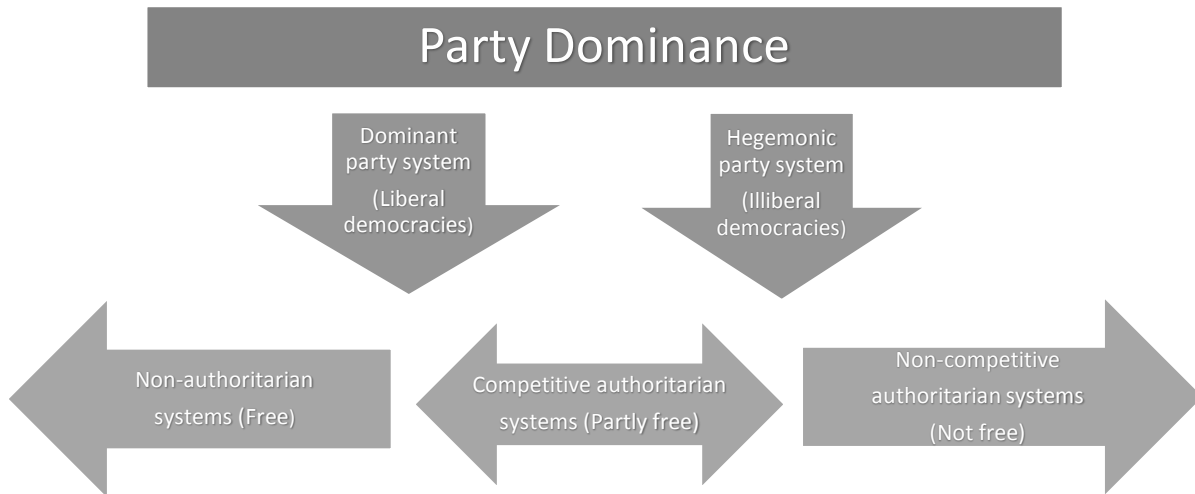 Party Dominance
Dominant
party system
(Liberal
democracies)
Hegemonic
party system
(Illiberal
democracies)
Non-authoritarian
systems (Free)
Competitive authoritarian
systems (Partly free)
Non-competitive
authoritarian systems
(Not free)